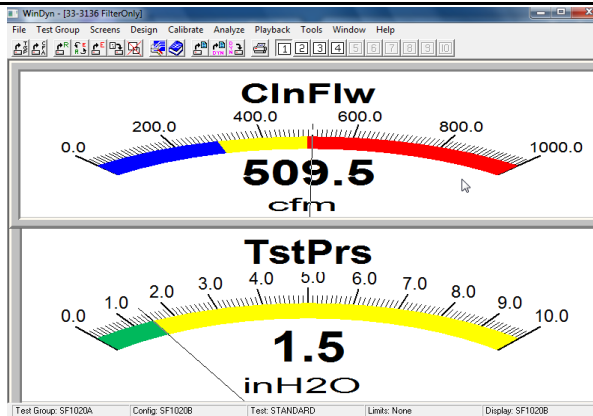 WinDyn - [33-3136 FilterOnly]
File Test Group Screens Design Calibrate Analyze Playback Tools Window Help
1 2 3 4 5 6 7 8 9 10
ClnFlw
0.0 200.0 400.0 600.0 800.0 1000.0
509.5
cfm
TstPrs
0.0 1.0 2.0 3.0 4.0 5.0 6.0 7.0 8.0 9.0 10.0
1.5
inH2O
Test Group: SF1020A Config: SF1020B Test: STANDARD Limits: None Display: SF1020B